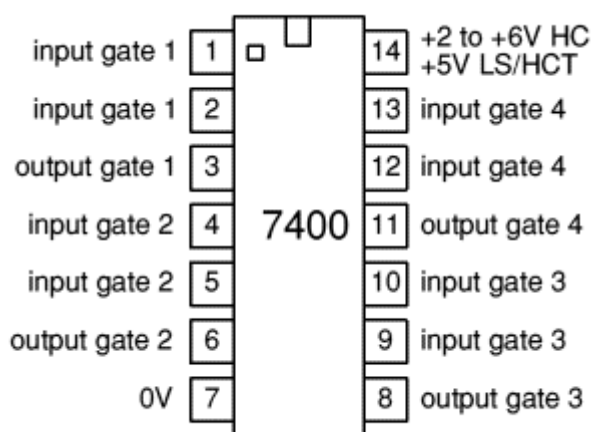 input gate 1 1
input gate 1 2
output gate 1 3
input gate 2 4
input gate 2 5
output gate 2 6
0V 7
7400
14 +2 to +6V HC
+5V LS/HCT
13 input gate 4
12 input gate 4
11 output gate 4
10 input gate 3
9 input gate 3
8 output gate 3